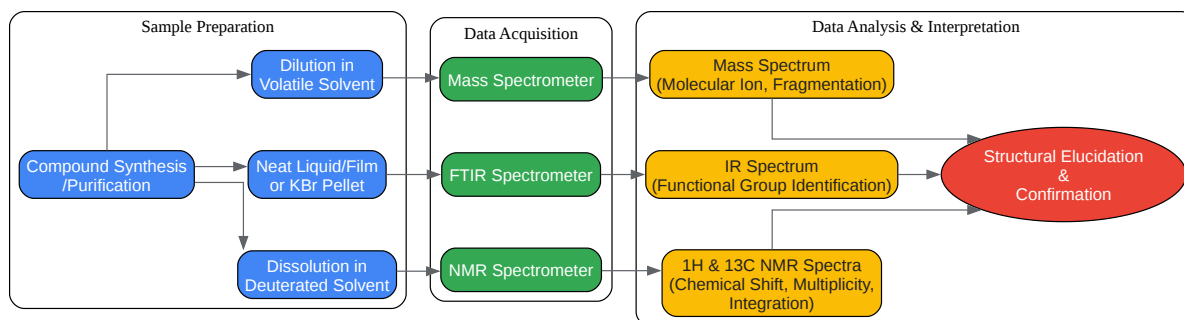 Sample Preparation
Data Acquisition
Data Analysis & Interpretation
Dilution in
Volatile Solvent
Mass Spectrometer
Mass Spectrum
(Molecular Ion, Fragmentation)
Compound Synthesis
/Purification
Neat Liquid/Film
or KBr Pellet
FTIR Spectrometer
IR Spectrum
(Functional Group Identification)
Structural Elucidation
&
Confirmation
Dissolution in
Deuterated Solvent
NMR Spectrometer
1H & 13C NMR Spectra
(Chemical Shift, Multiplicity,
Integration)